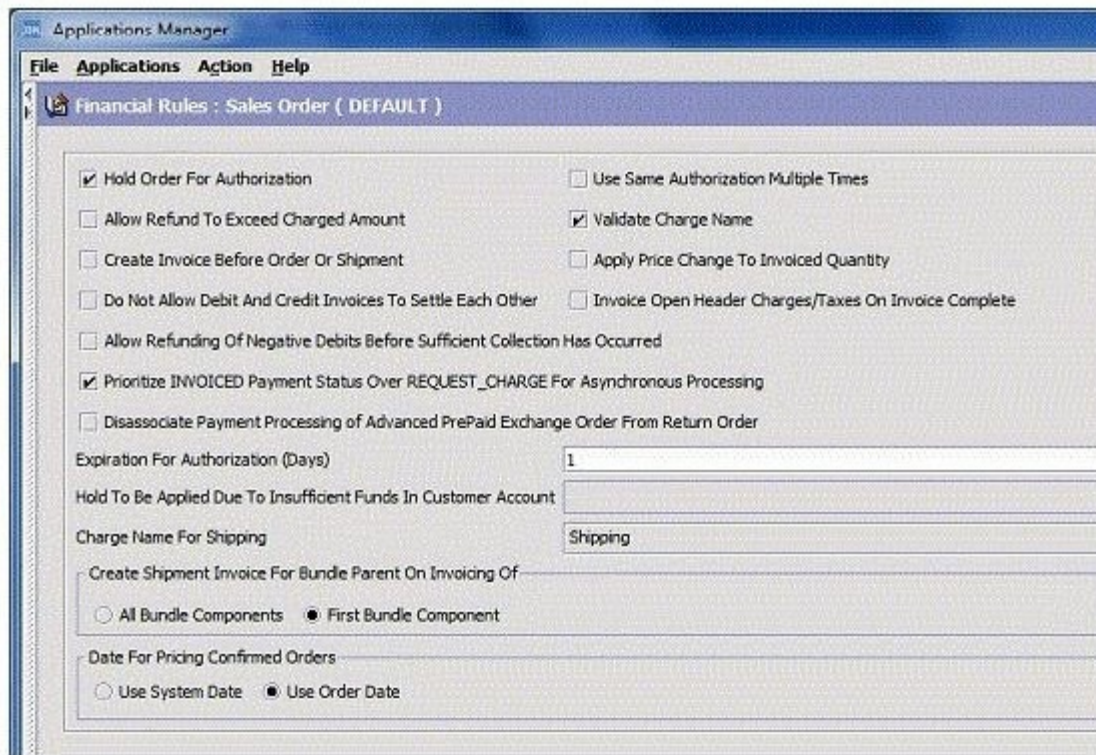 Applications Manager
File Applications Action Help
Financial Rules : Sales Order ( DEFAULT )
Hold Order For Authorization Use Same Authorization Multiple Times
Allow Refund To Exceed Charged Amount Validate Charge Name
Create Invoice Before Order Or Shipment Apply Price Change To Invoiced Quantity
Do Not Allow Debit And Credit Invoices To Settle Each Other Invoice Open Header Charges/Taxes On Invoice Complete
Allow Refunding Of Negative Debits Before Sufficient Collection Has Occurred
Prioritize INVOICED Payment Status Over REQUEST_CHARGE For Asynchronous Processing
Disassociate Payment Processing of Advanced PrePaid Exchange Order From Return Order
Expiration For Authorization (Days) 1
Hold To Be Applied Due To Insufficient Funds In Customer Account
Charge Name For Shipping Shipping
Create Shipment Invoice For Bundle Parent On Invoicing Of
All Bundle Components First Bundle Component
Date For Pricing Confirmed Orders
Use System Date Use Order Date